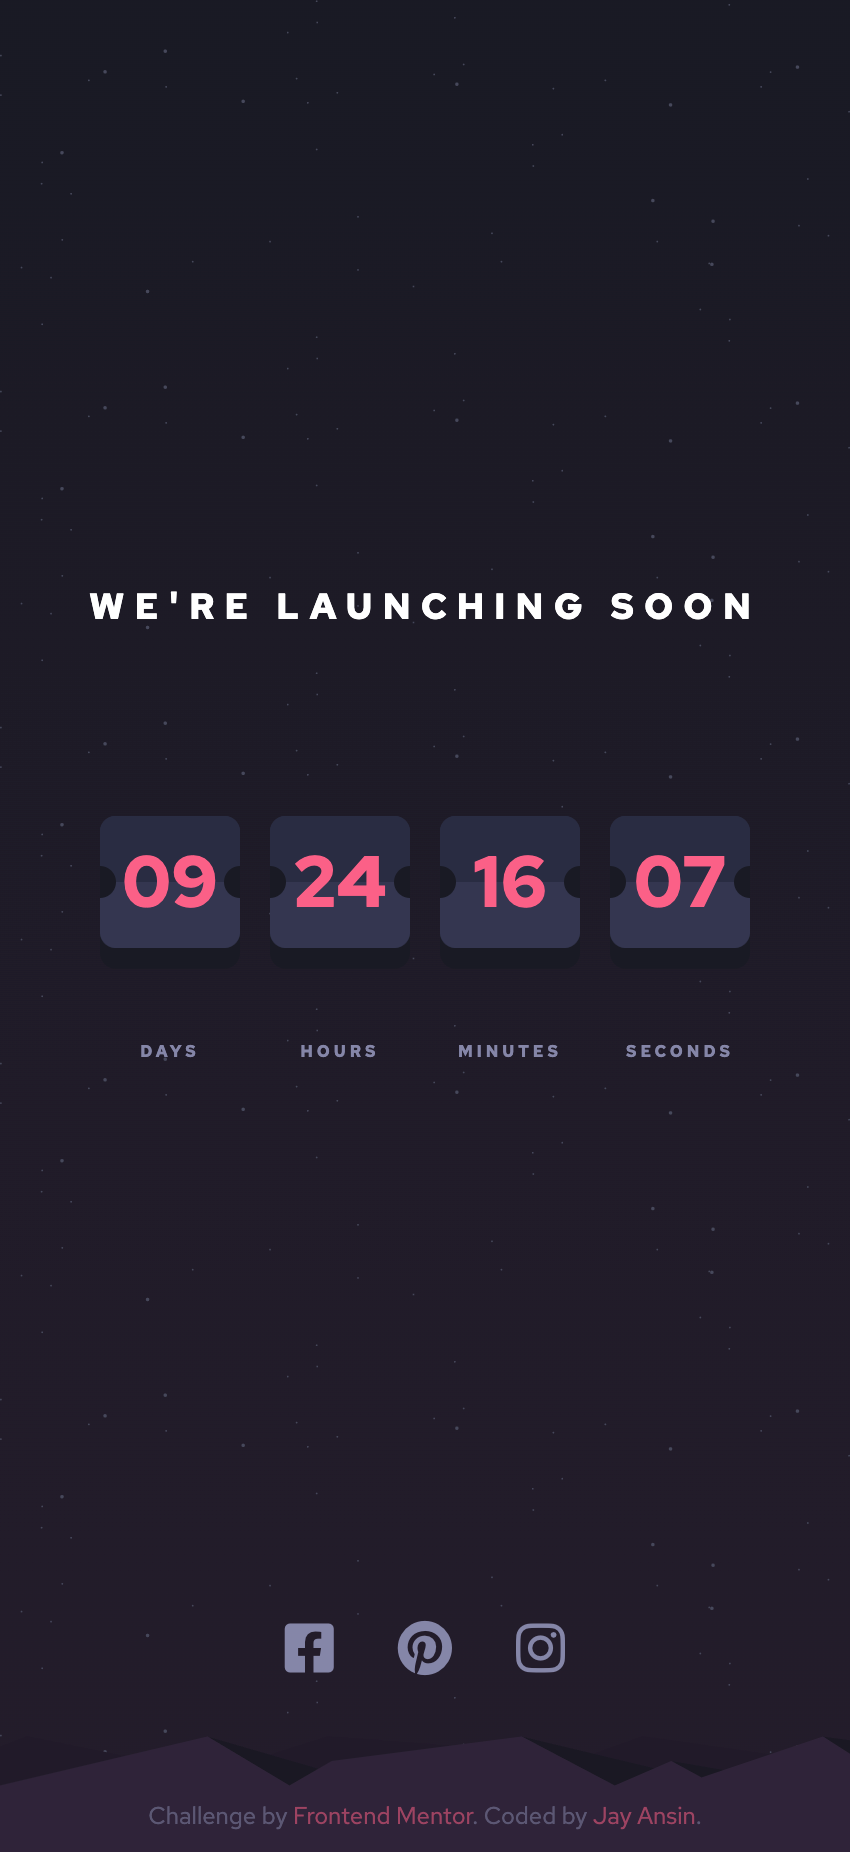 WE'RE LAUNCHING SOON
09 24 16 07
DAYS HOURS MINUTES SECONDS
Challenge by Frontend Mentor. Coded by Jay Ansin.